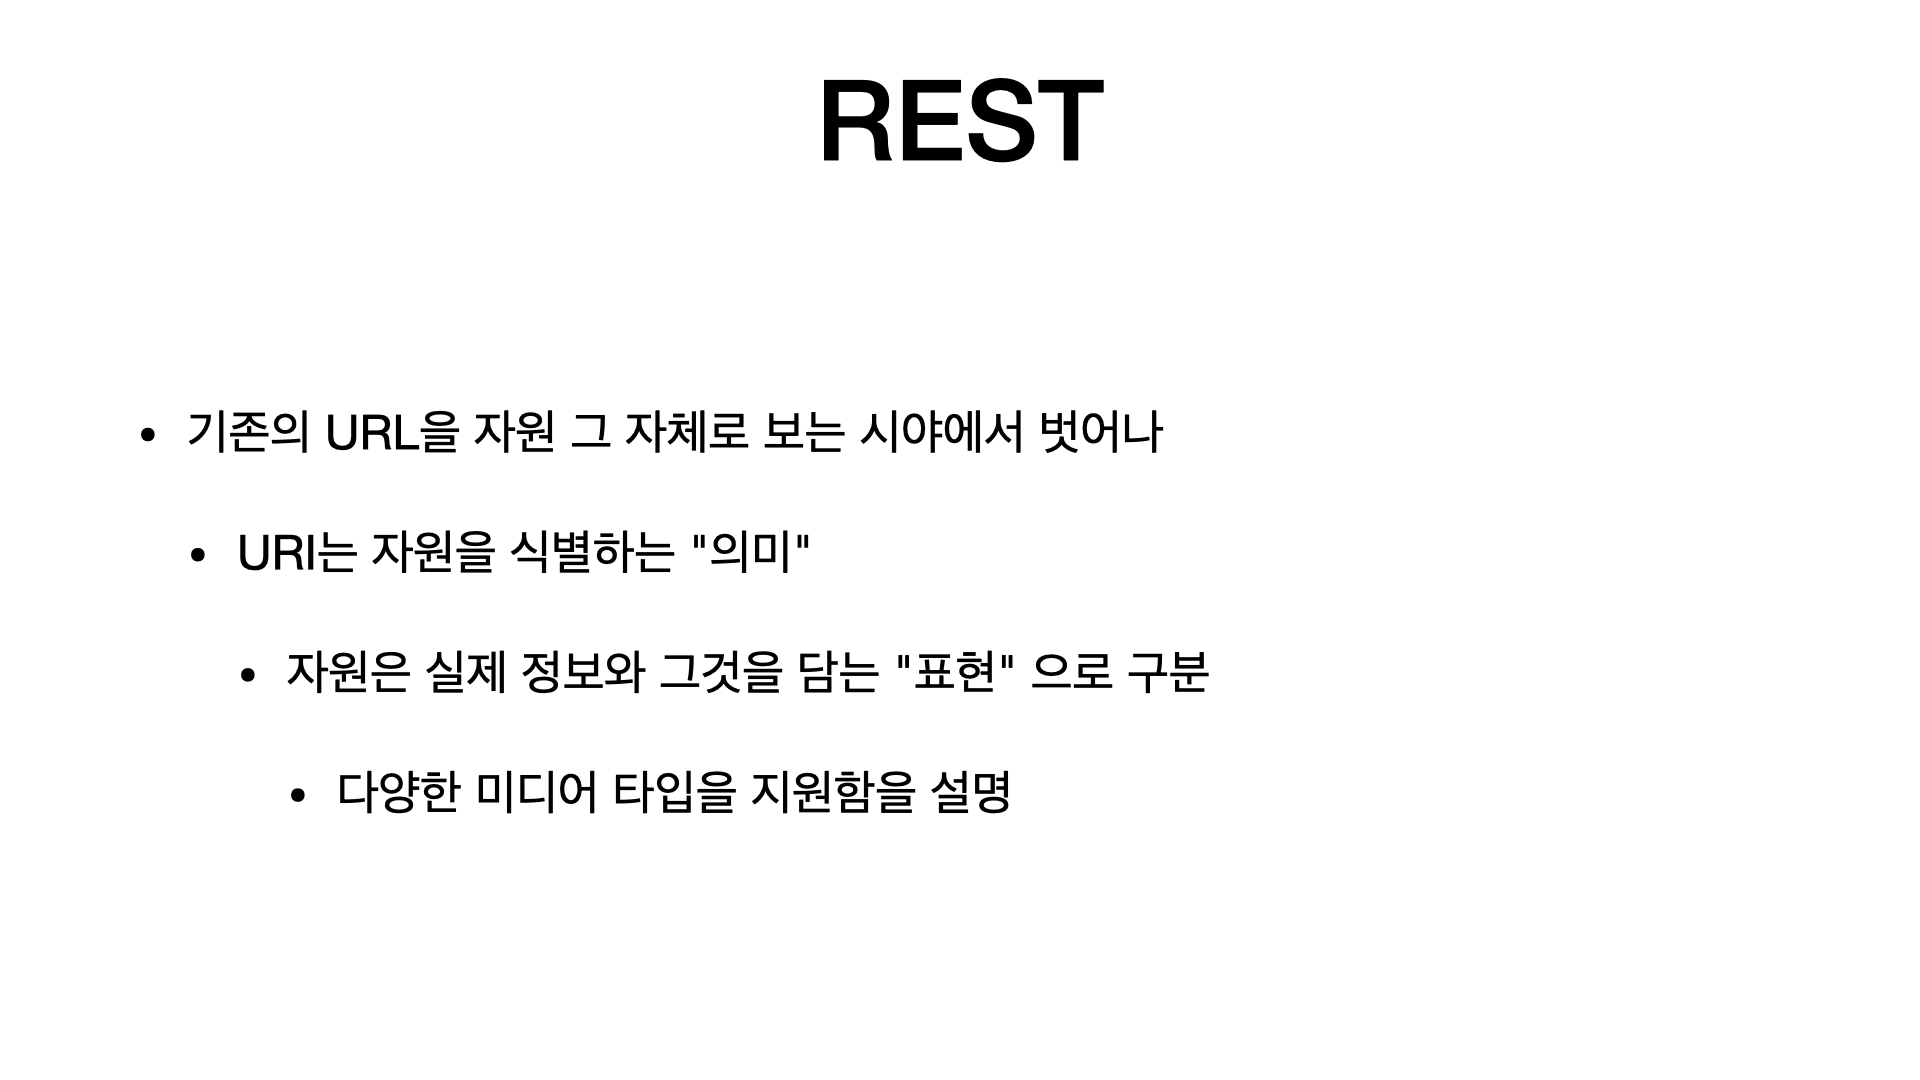 REST
• 기존의 URL을 자원 그 자체로 보는 시야에서 벗어나
• URI는 자원을 식별하는 "의미"
• 자원은 실제 정보와 그것을 담는 "표현" 으로 구분
• 다양한 미디어 타입을 지원함을 설명